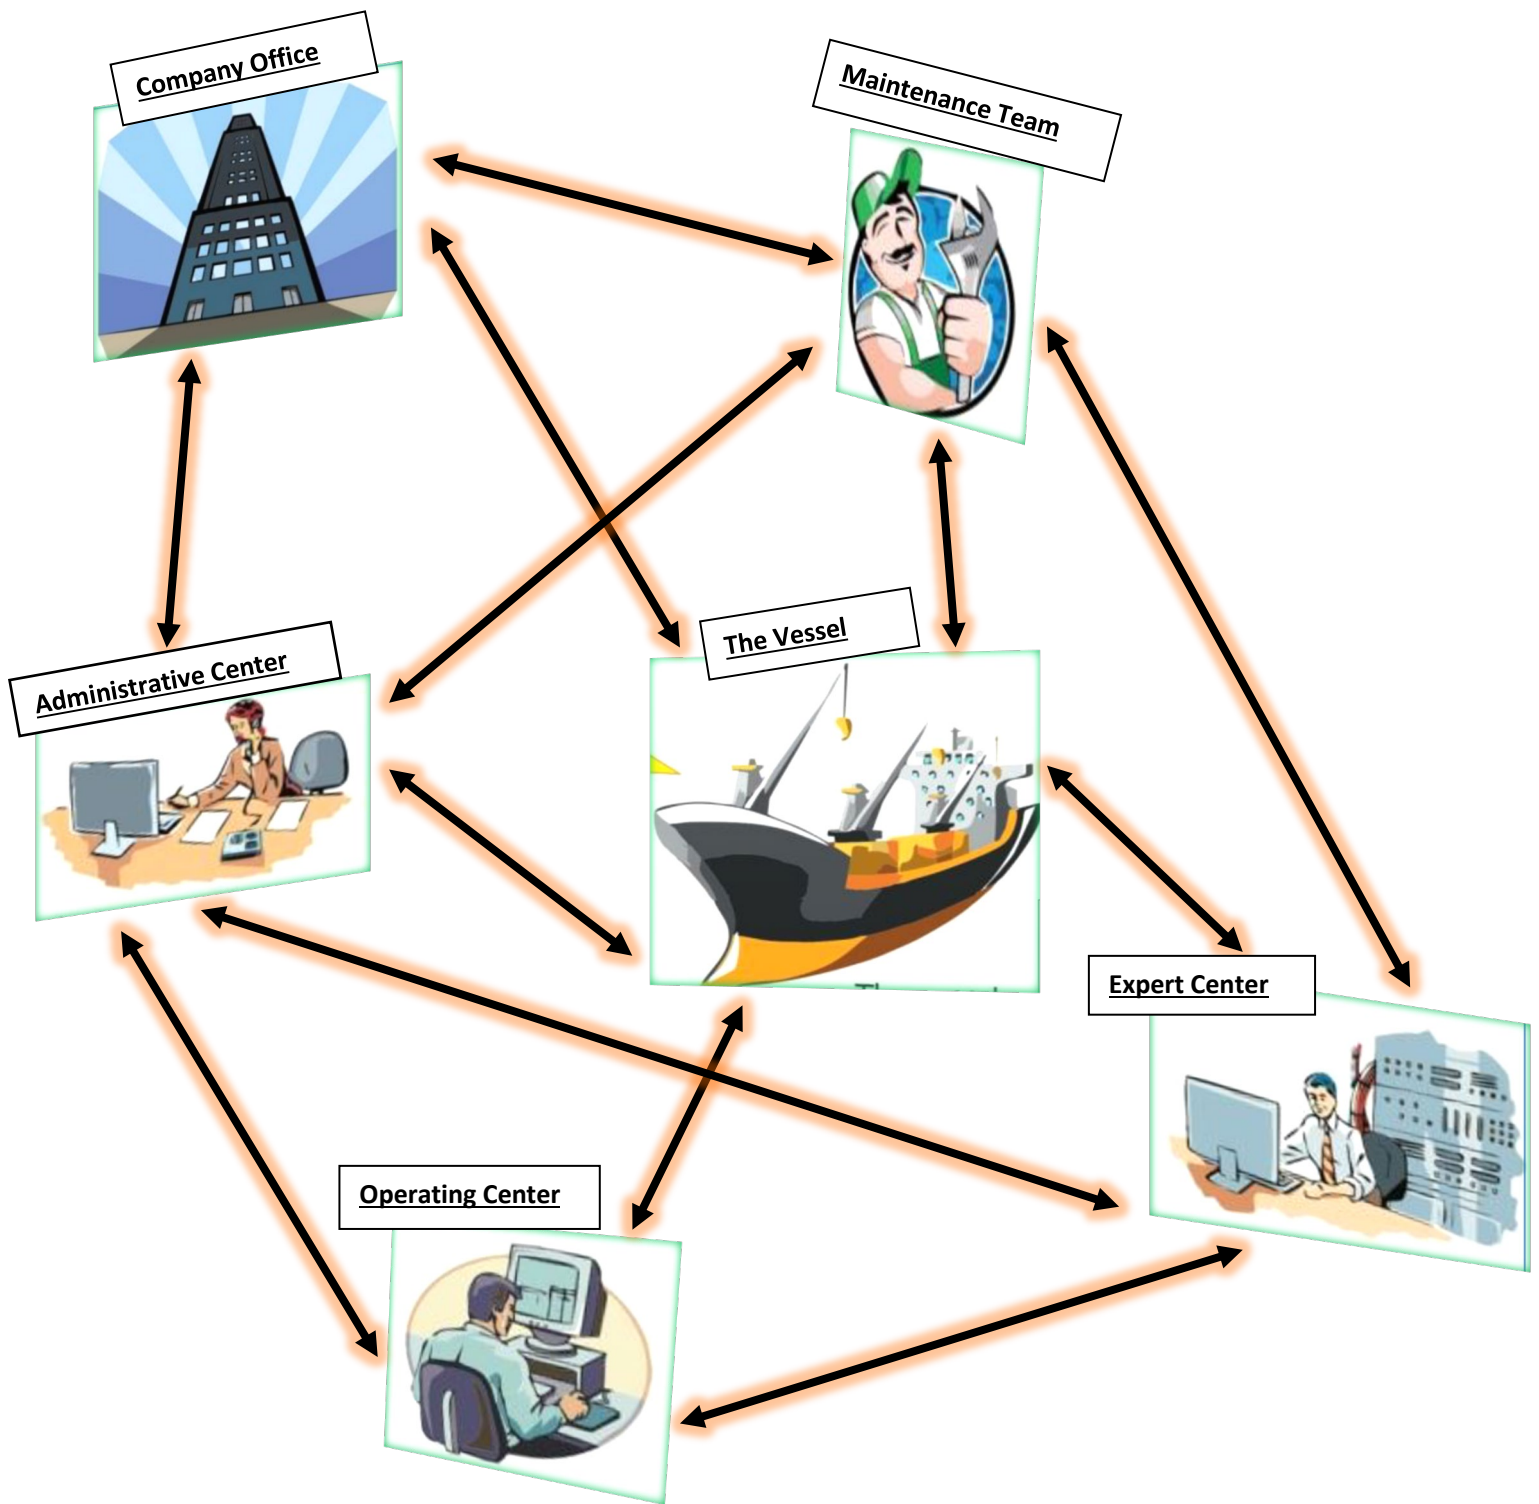 Company Office
Maintenance Team
Administrative Center
The Vessel
Expert Center
Operating Center